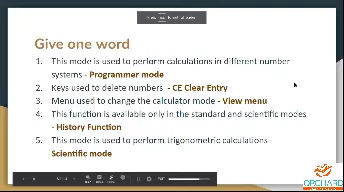 Give one word
1. This mode is used to perform calculations in different number
systems - Programmer mode
2. Keys used to delete numbers - CE Clear Entry
3. Menu used to change the calculator mode - View menu
4. This function is available only in the standard and scientific modes
- History Function
5. This mode is used to perform trigonometric calculations -
Scientific mode
ORCHARD